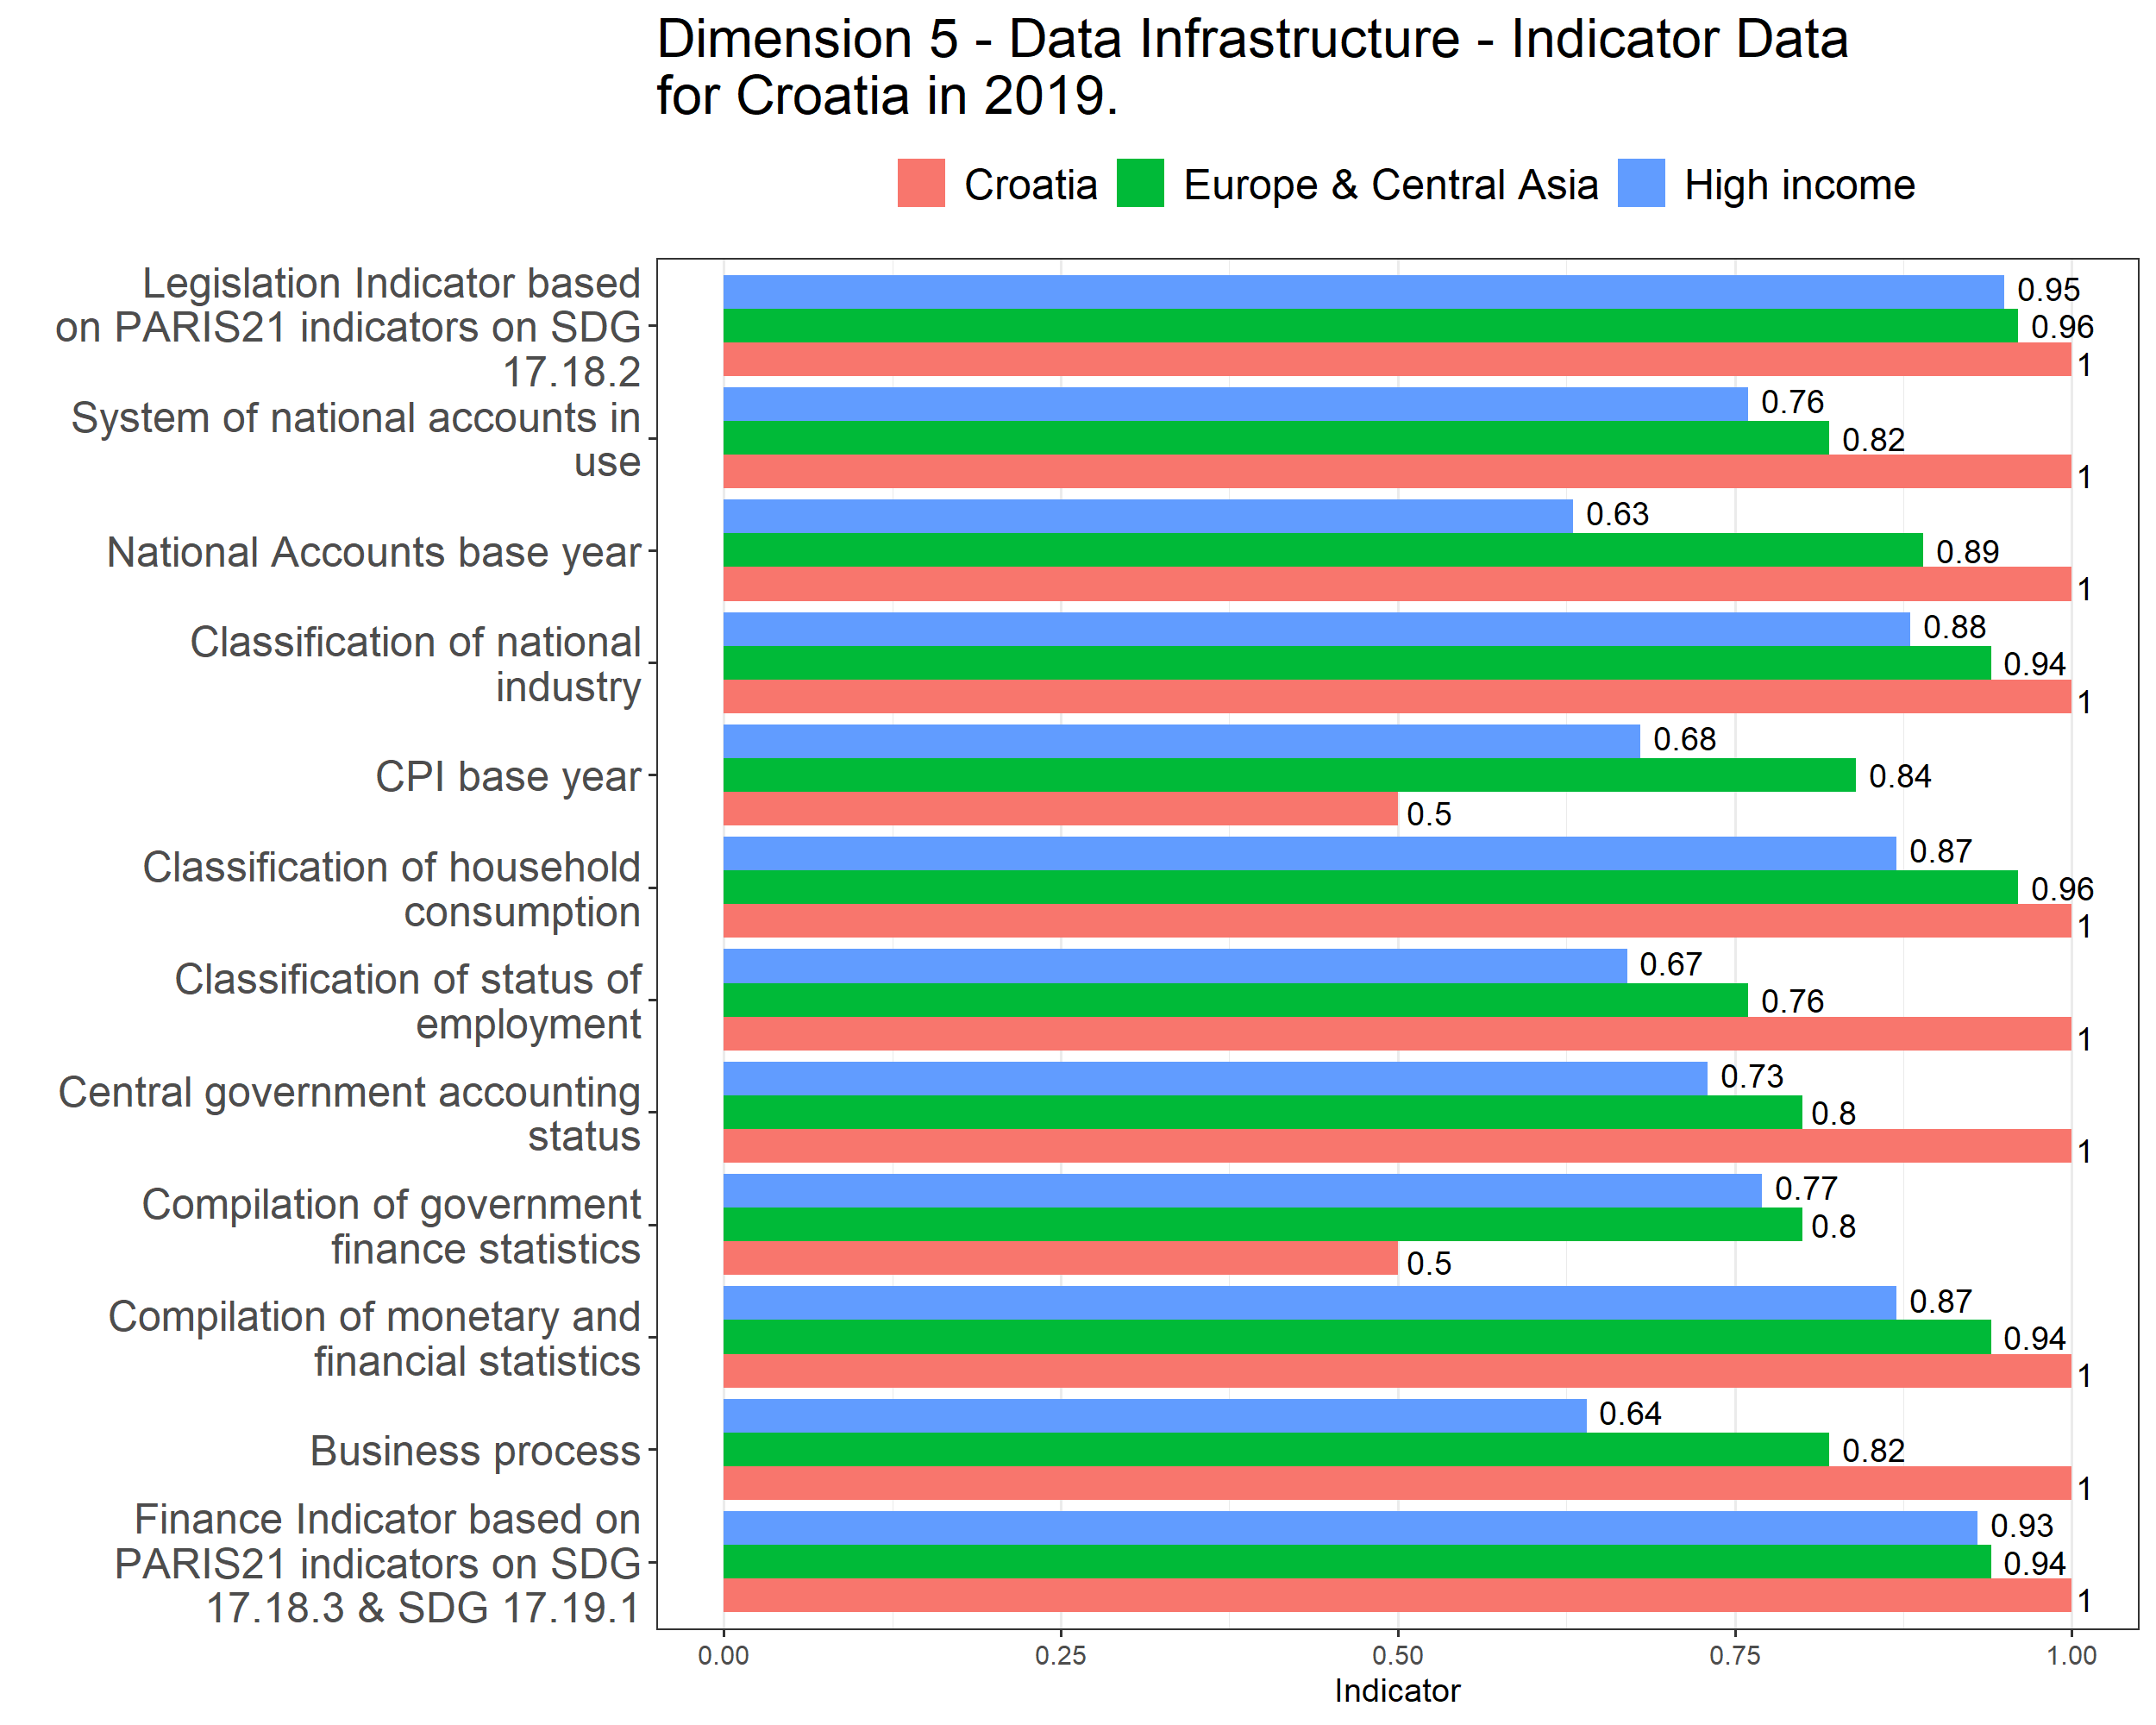 Dimension 5 - Data Infrastructure - Indicator Data
for Croatia in 2019.
Croatia
Europe & Central Asia
High income
Legislation Indicator based
on PARIS21 indicators on SDG
17.18.2
0.95
0.96
1
System of national accounts in
use
0.76
0.82
1
National Accounts base year
0.63
0.89
1
Classification of national
industry
0.88
0.94
1
CPI base year
0.68
0.84
0.5
Classification of household
consumption
0.87
0.96
1
Classification of status of
employment
0.67
0.76
1
Central government accounting
status
0.73
0.8
1
Compilation of government
finance statistics
0.77
0.8
0.5
Compilation of monetary and
financial statistics
0.87
0.94
1
Business process
0.64
0.82
1
Finance Indicator based on
PARIS21 indicators on SDG
17.18.3 & SDG 17.19.1
0.93
0.94
1
0.00
0.25
0.50
0.75
1.00
Indicator